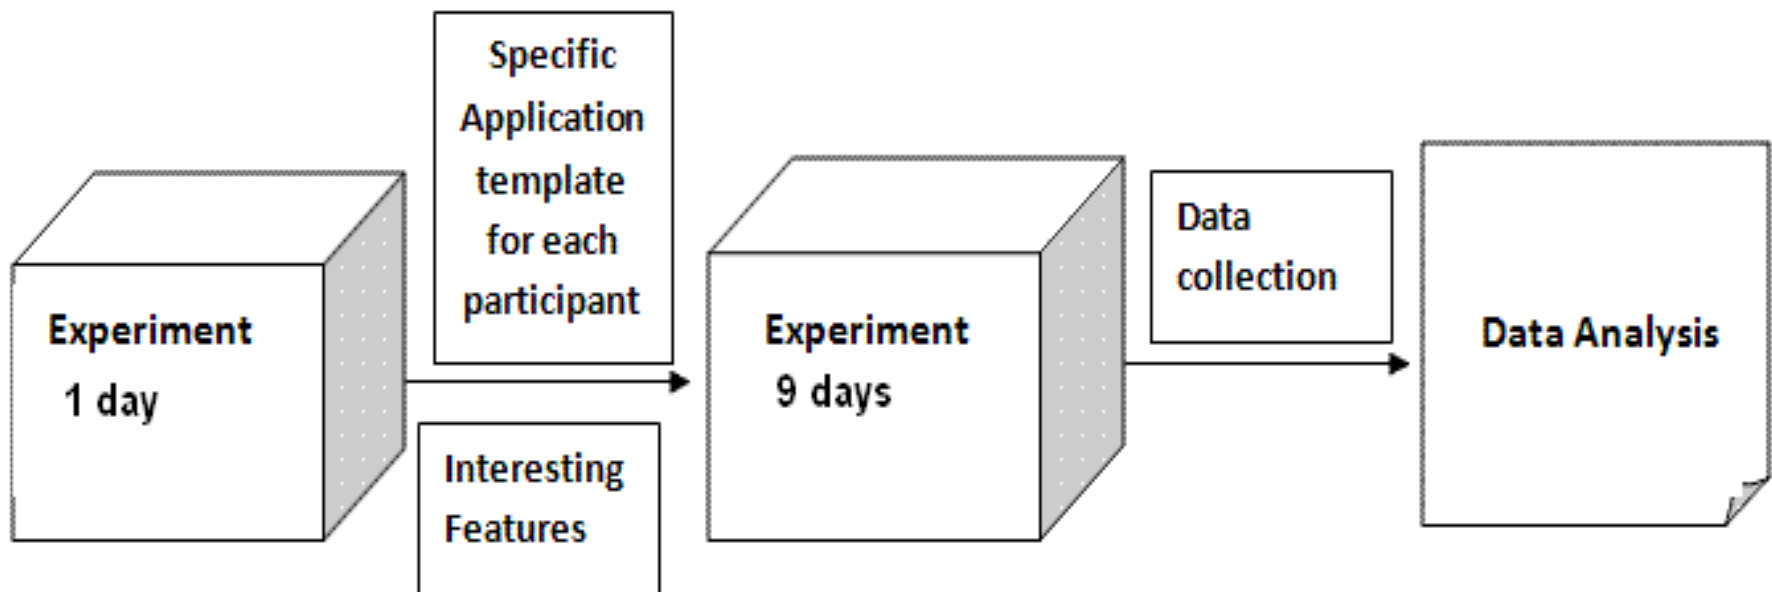 Specific
Application
template
for each
participant
Experiment
1 day
Interesting
Features
Experiment
9 days
Data
collection
Data Analysis